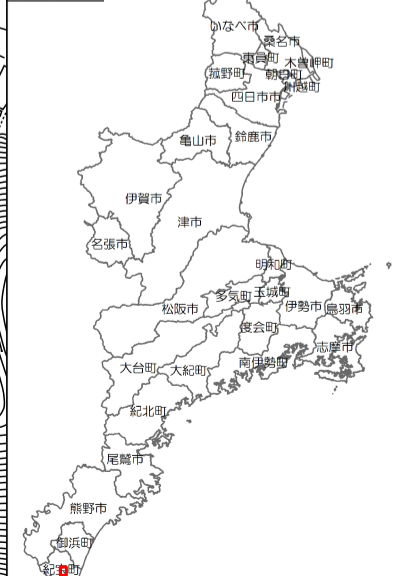 いなべ市
桑名市
東員町
木曽岬町
菰野町
朝日町
川越町
四日市市
亀山市
鈴鹿市
伊賀市
津市
名張市
明和町
多気町
玉城町
松阪市
伊勢市
鳥羽市
度会町
志摩市
大台町
大紀町
南伊勢町
紀北町
尾鷲市
熊野市
御浜町
紀宝町